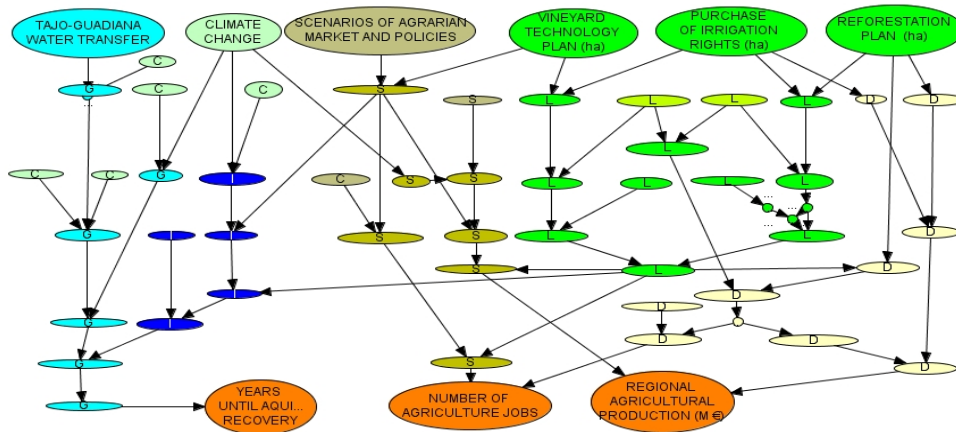 TAJO-GUADIANA
WATER TRANSFER
CLIMATE
CHANGE
SCENARIOS OF AGRARIAN
MARKET AND POLICIES
VINEYARD
TECHNOLOGY
PLAN (ha)
PURCHASE
OF IRRIGATION
RIGHTS (ha)
REFORESTATION
PLAN (ha)
C
G
...
C
C
S
S
L
L
L
L
D
D
L
C
C
G
I
C
S
S
L
L
L
L
...
...
...
G
I
I
S
S
L
L
D
S
L
D
I
D
G
I
D
D
D
G
S
D
G
YEARS
UNTIL AQUI...
RECOVERY
NUMBER OF
AGRICULTURE JOBS
REGIONAL
AGRICULTURAL
PRODUCTION (M €)